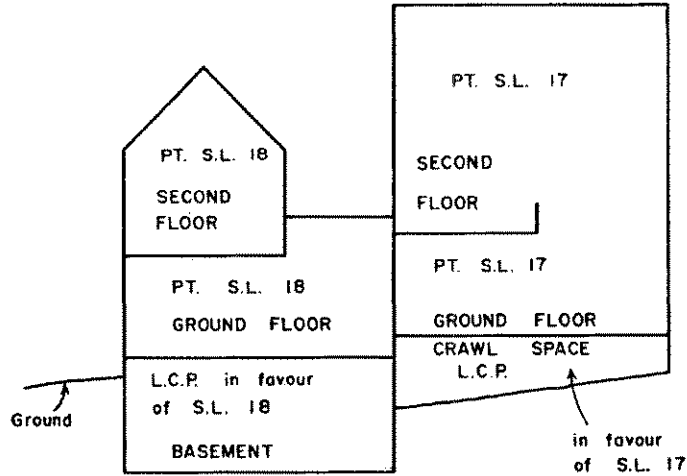 PT. S.L. 18
SECOND
FLOOR
PT. S.L. 18
GROUND FLOOR
L.C.P. in favour
of S.L. 18
BASEMENT
Ground
PT. S.L. 17
SECOND
FLOOR
PT. S.L. 17
GROUND FLOOR
CRAWL SPACE
L.C.P.
in favour
of S.L. 17